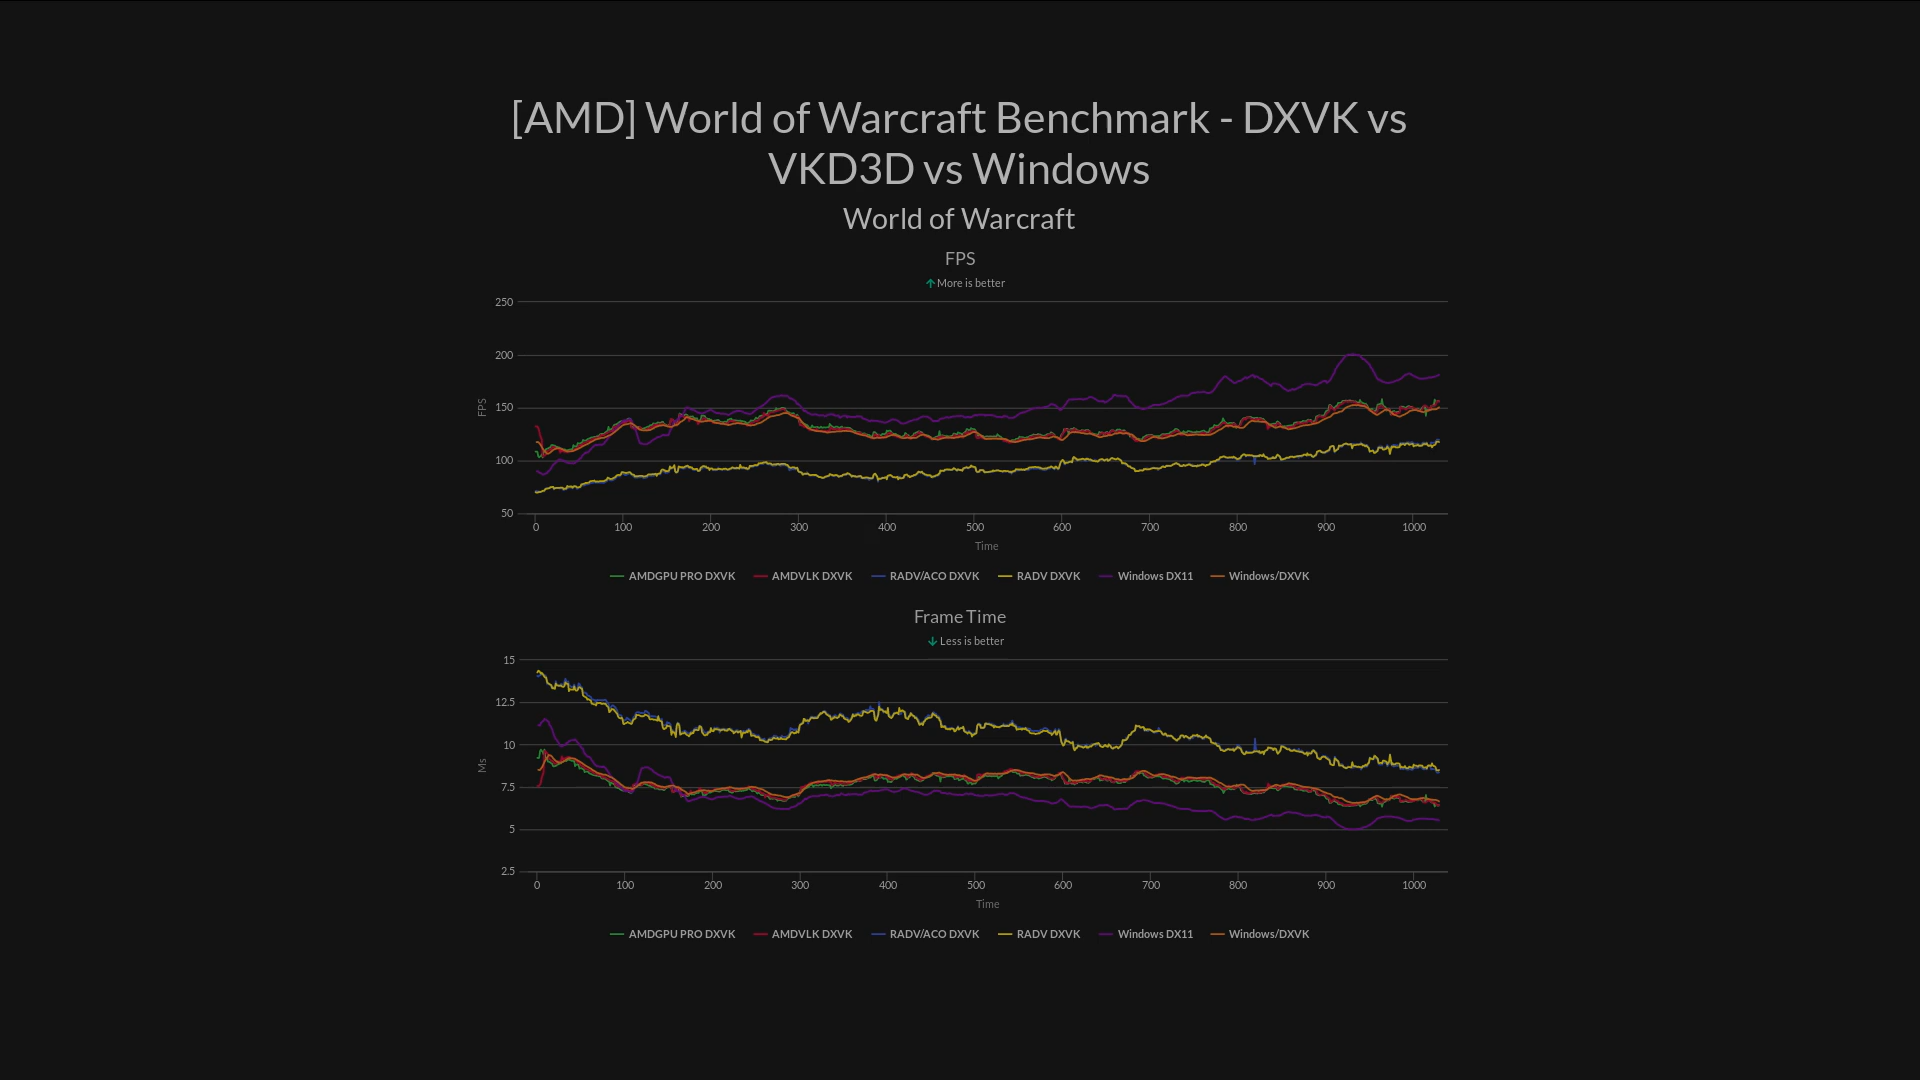 [AMD] World of Warcraft Benchmark - DXVK vs
VKD3D vs Windows
World of Warcraft
FPS
More is better
250
200
150
100
50
FPS
0 100 200 300 400 500 600 700 800 900 1000
Time
AMDGPU PRO DXVK AMDVLK DXVK RADV/ACO DXVK RADV DXVK Windows DX11 Windows/DXVK
Frame Time
Less is better
15
12.5
10
7.5
5
2.5
Ms
0 100 200 300 400 500 600 700 800 900 1000
Time
AMDGPU PRO DXVK AMDVLK DXVK RADV/ACO DXVK RADV DXVK Windows DX11 Windows/DXVK